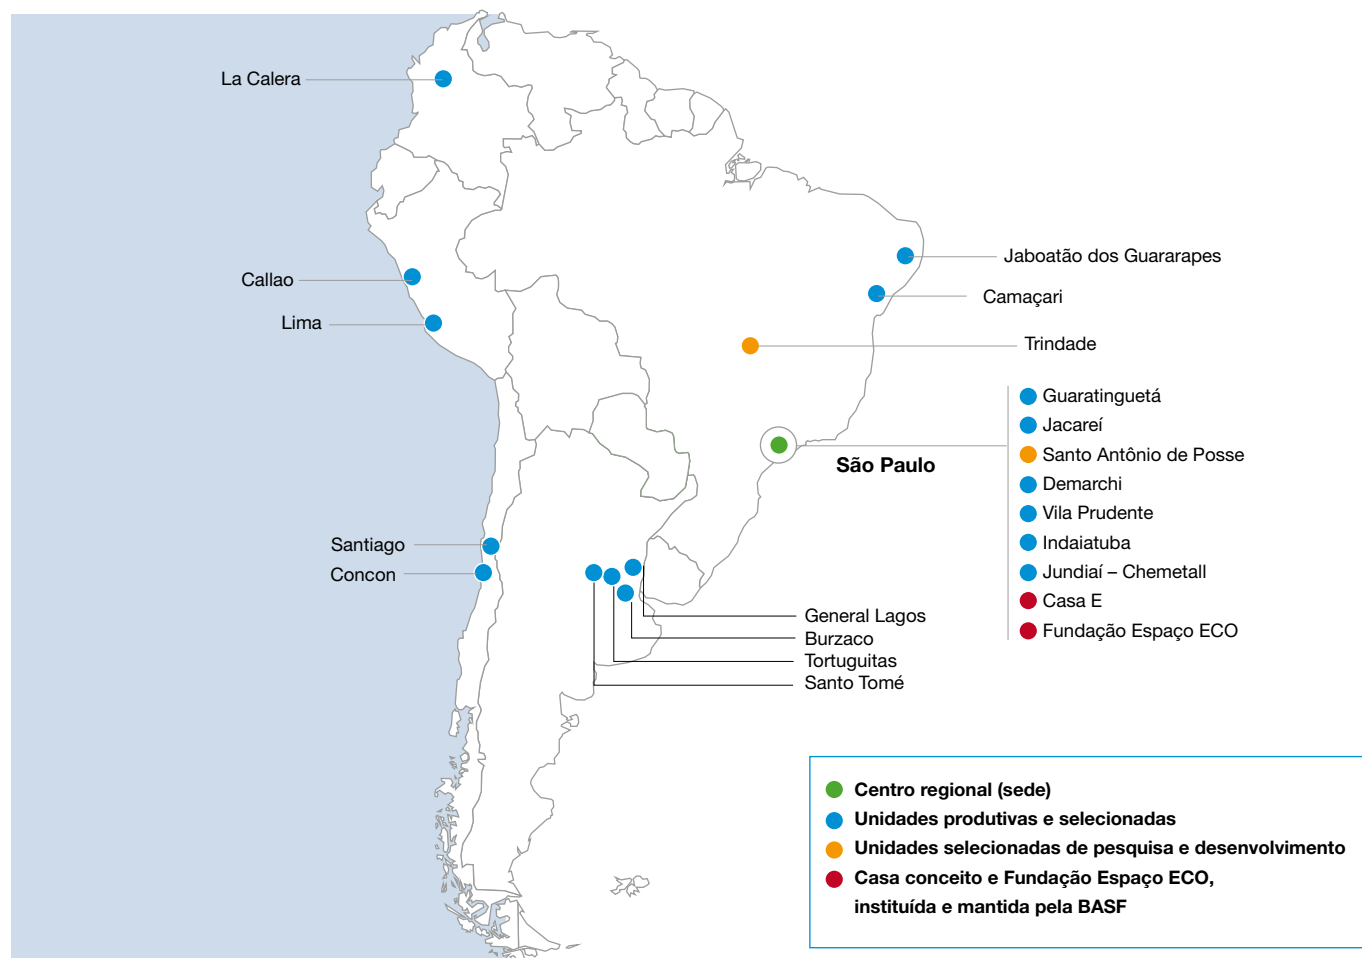 La Calera
Callao
Lima
Santiago
Concon
Jaboatão dos Guararapes
Camaçari
Trindade
São Paulo
Guaratinguetá
Jacareí
Santo Antônio de Posse
Demarchi
Vila Prudente
Indaiatuba
Jundiaí – Chemetall
Casa E
Fundação Espaço ECO
General Lagos
Burzaco
Tortuguitas
Santo Tomé
Centro regional (sede)
Unidades produtivas e selecionadas
Unidades selecionadas de pesquisa e desenvolvimento
Casa conceito e Fundação Espaço ECO,
instituída e mantida pela BASF